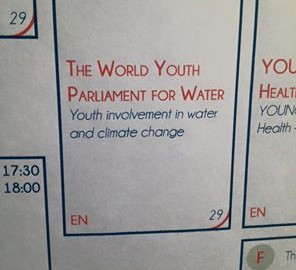 29
THE WORLD YOUTH
PARLIAMENT FOR WATER
Youth involvement in water
and climate change
EN
29
17:30
18:00
YOU
HEALT
YOUN
Health -
EN
F
Th